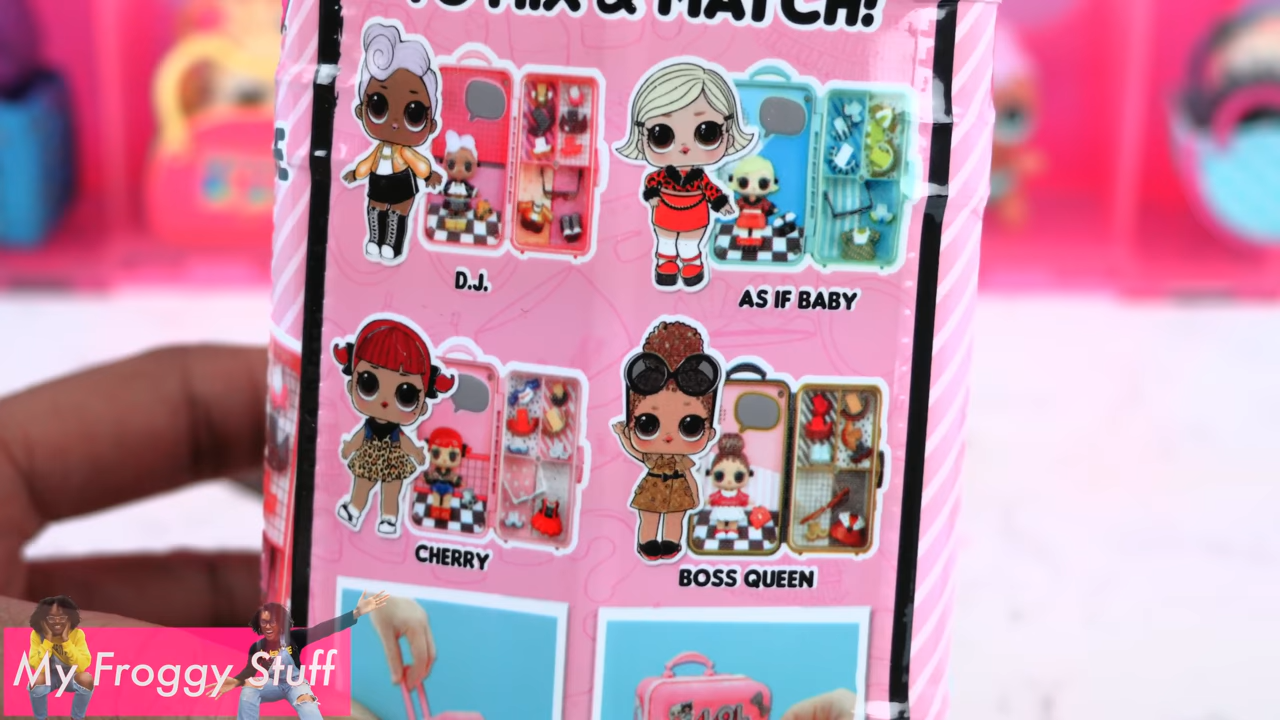 TO MIX & MATCH!
D.J.
AS IF BABY
CHERRY
BOSS QUEEN
My Froggy Stuff